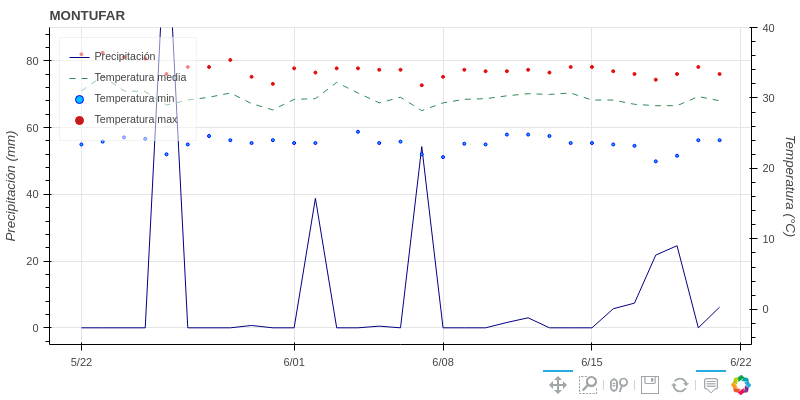 MONTUFAR
Precipitación
Temperatura media
Temperatura min
Temperatura max
Precipitación (mm)
80
60
40
20
0
Temperatura (°C)
40
30
20
10
0
5/22
6/01
6/08
6/15
6/22